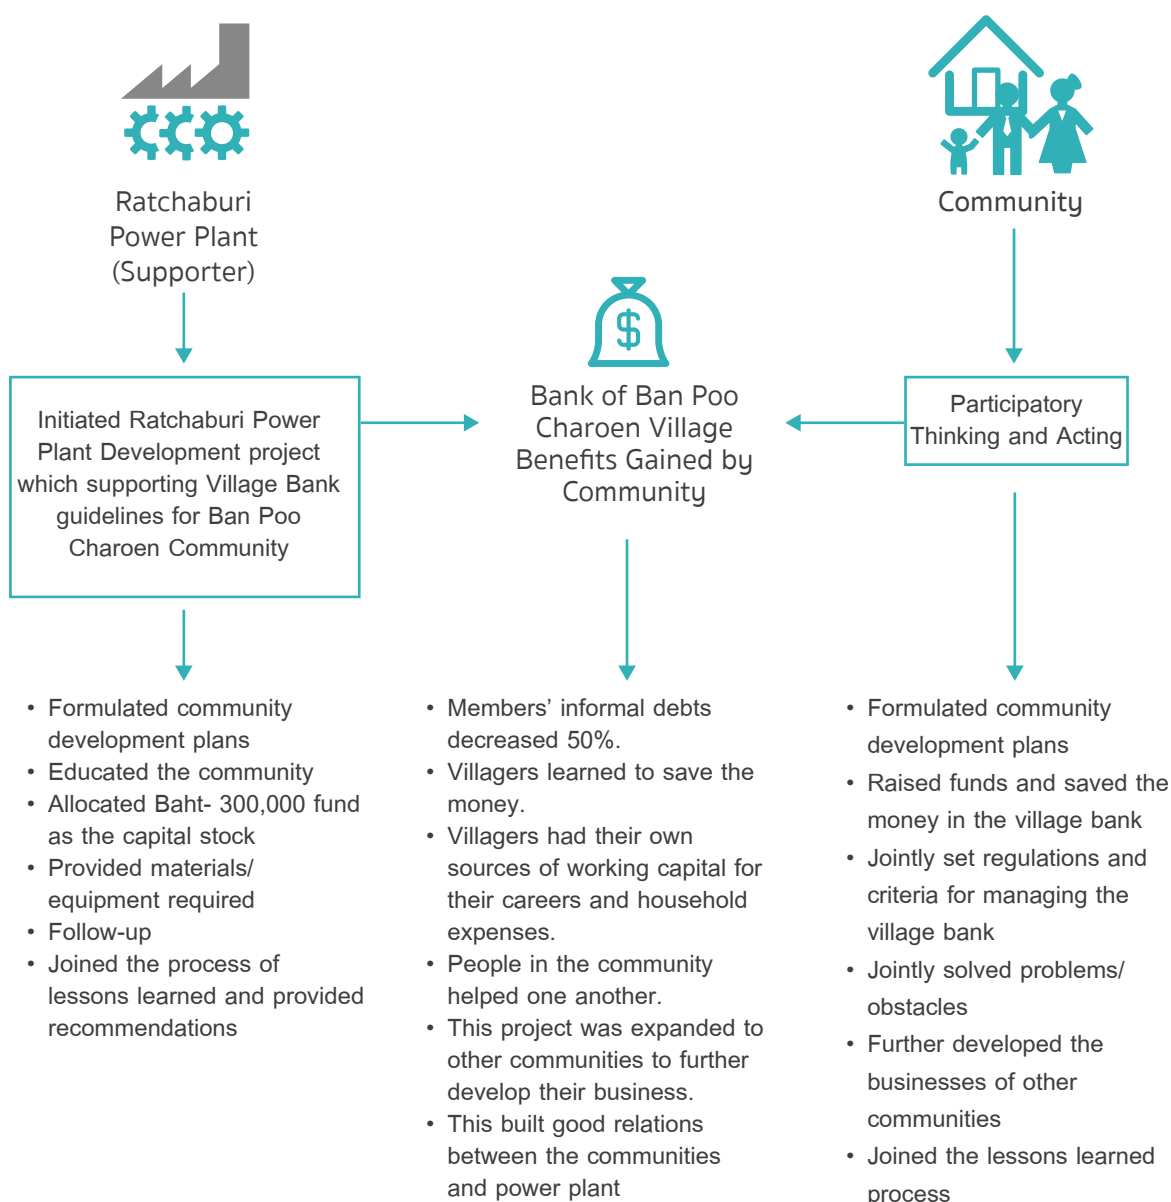 Ratchaburi
Power Plant
(Supporter)
Community
Initiated Ratchaburi Power
Plant Development project
which supporting Village Bank
guidelines for Ban Poo
Charoen Community
$
Bank of Ban Poo
Charoen Village
Benefits Gained by
Community
Participatory
Thinking and Acting
• Formulated community
development plans
• Educated the community
• Allocated Baht- 300,000 fund
as the capital stock
• Provided materials/
equipment required
• Follow-up
• Joined the process of
lessons learned and provided
recommendations
• Members’ informal debts
decreased 50%.
• Villagers learned to save the
money.
• Villagers had their own
sources of working capital for
their careers and household
expenses.
• People in the community
helped one another.
• This project was expanded to
other communities to further
develop their business.
• This built good relations
between the communities
and power plant
• Formulated community
development plans
• Raised funds and saved the
money in the village bank
• Jointly set regulations and
criteria for managing the
village bank
• Jointly solved problems/
obstacles
• Further developed the
businesses of other
communities
• Joined the lessons learned
process